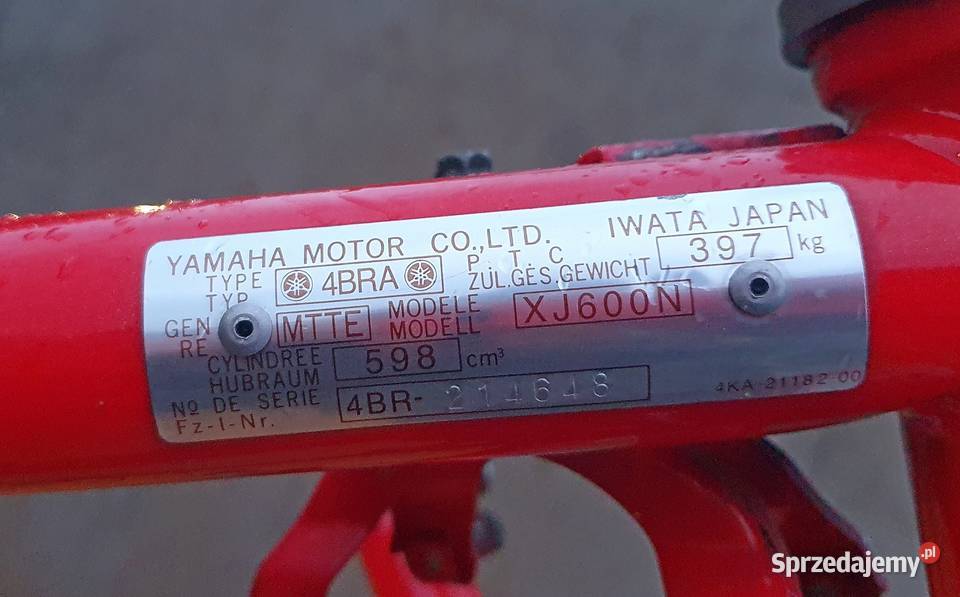 YAMAHA MOTOR CO.,LTD. IWATA JAPAN
TYPE TYP 4BRA P. T. C ZUL.GES.GEWICHT 397 kg
GENRE MTTE MODELE MODELL XJ600N
CYLINDREE HUBRAUM 598 cm³
Nº DE SERIE Fz-I-Nr. 4BR-214648
4KA-21182-00
Sprzedajemy.pl